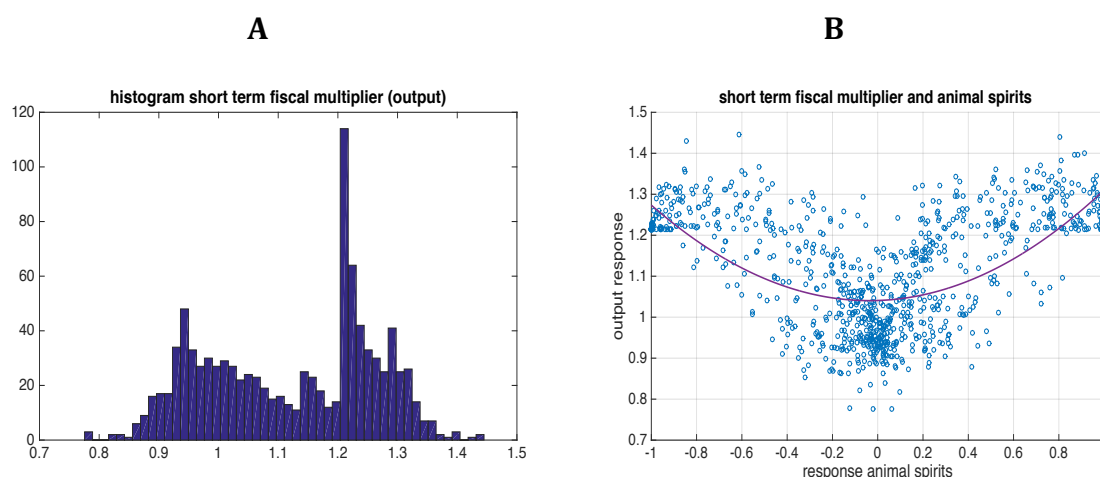 A
B
histogram short term fiscal multiplier (output)
120
100
80
60
40
20
0
0.7 0.8 0.9 1 1.1 1.2 1.3 1.4 1.5
short term fiscal multiplier and animal spirits
1.5
1.4
1.3
1.2
1.1
1
0.9
0.8
0.7
output response
-1 -0.8 -0.6 -0.4 -0.2 0 0.2 0.4 0.6 0.8
response animal spirits